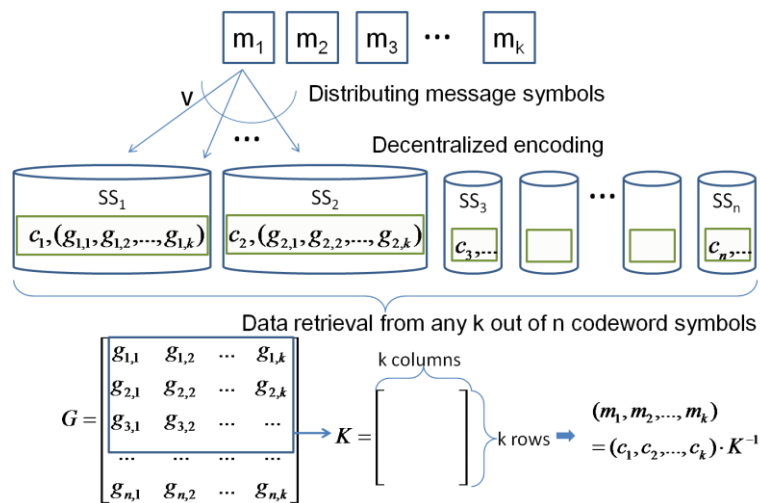 m1 m2 m3 ... mk
v
Distributing message symbols
...
Decentralized encoding
SS1 SS2 SS3 ... SSn
c1,(g1,1,g1,2,...,g1,k) c2,(g2,1,g2,2,...,g2,k) c3,... cn,...
Data retrieval from any k out of n codeword symbols
g1,1 g1,2 ... g1,k
k columns
g2,1 g2,2 ... g2,k
(m1,m2,...,mk)
G= g3,1 g3,2 ... ...
K=
k rows
=(c1,c2,...,ck)·K-1
... ... ... ...
gn,1 gn,2 ... gn,k